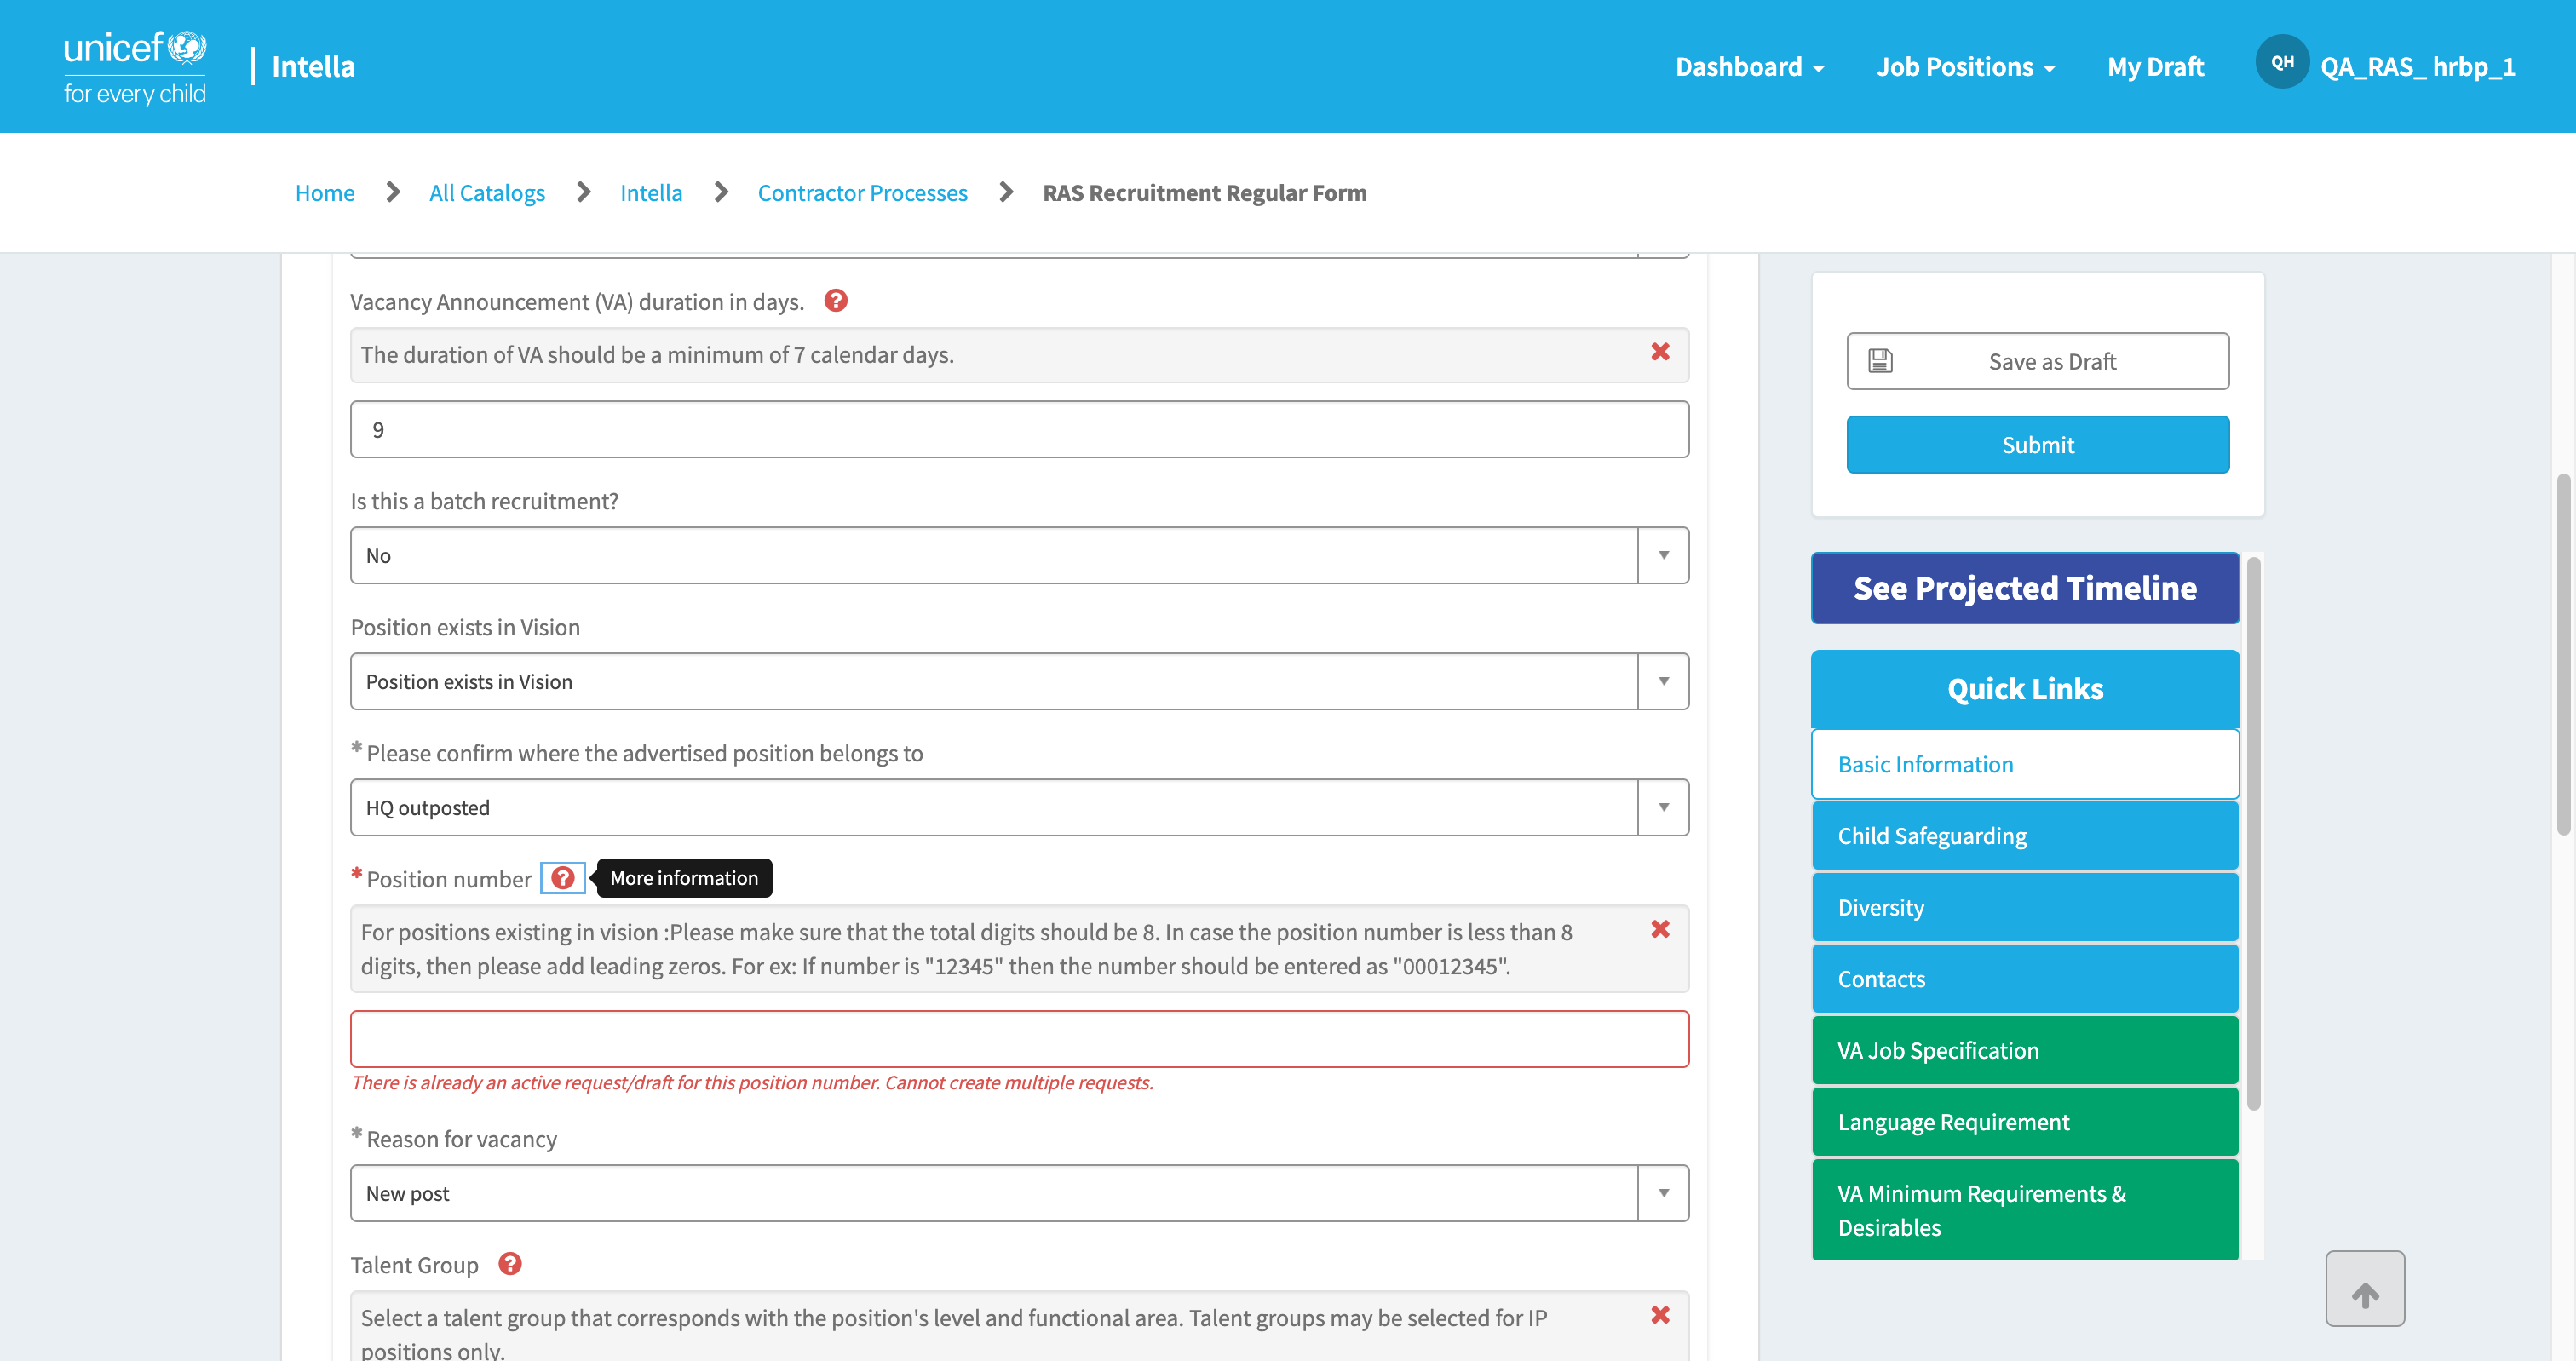 unicef
for every child
Intella
Dashboard
Job Positions
My Draft
QH
QA_RAS_ hrbp_1
Home
All Catalogs
Intella
Contractor Processes
RAS Recruitment Regular Form
Vacancy Announcement (VA) duration in days.
The duration of VA should be a minimum of 7 calendar days.
9
Is this a batch recruitment?
No
Position exists in Vision
Position exists in Vision
* Please confirm where the advertised position belongs to
HQ outposted
* Position number
More information
For positions existing in vision :Please make sure that the total digits should be 8. In case the position number is less than 8
digits, then please add leading zeros. For ex: If number is "12345" then the number should be entered as "00012345".
There is already an active request/draft for this position number. Cannot create multiple requests.
* Reason for vacancy
New post
Talent Group
Select a talent group that corresponds with the position's level and functional area. Talent groups may be selected for IP
positions only.
Save as Draft
Submit
See Projected Timeline
Quick Links
Basic Information
Child Safeguarding
Diversity
Contacts
VA Job Specification
Language Requirement
VA Minimum Requirements &
Desirables